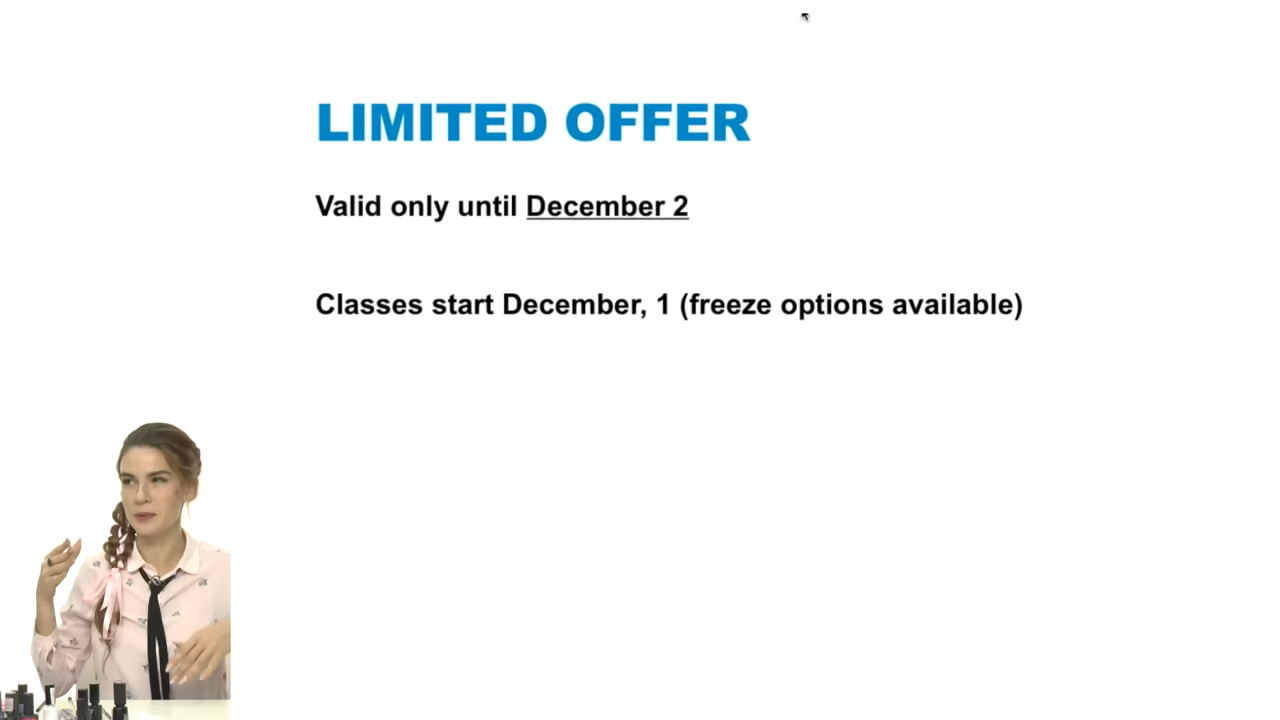 LIMITED OFFER
Valid only until December 2
Classes start December, 1 (freeze options available)